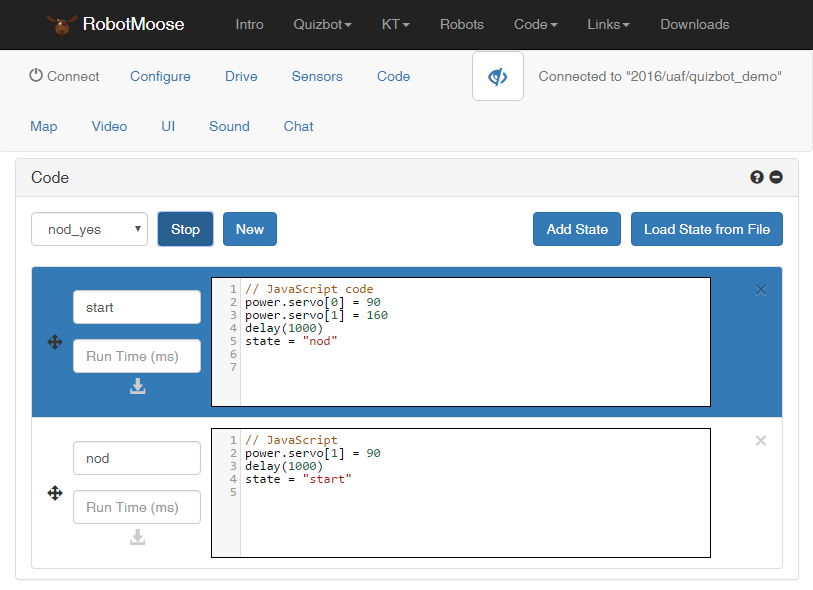 RobotMoose Intro Quizbot KT Robots Code Links Downloads
Connect Configure Drive Sensors Code Connected to "2016/uaf/quizbot_demo"
Map Video UI Sound Chat
Code
nod_yes Stop New Add State Load State from File
start
Run Time (ms)
1 // JavaScript code
2 power.servo[0] = 90
3 power.servo[1] = 160
4 delay(1000)
5 state = "nod"
6
7
nod
Run Time (ms)
1 // JavaScript
2 power.servo[1] = 90
3 delay(1000)
4 state = "start"
5